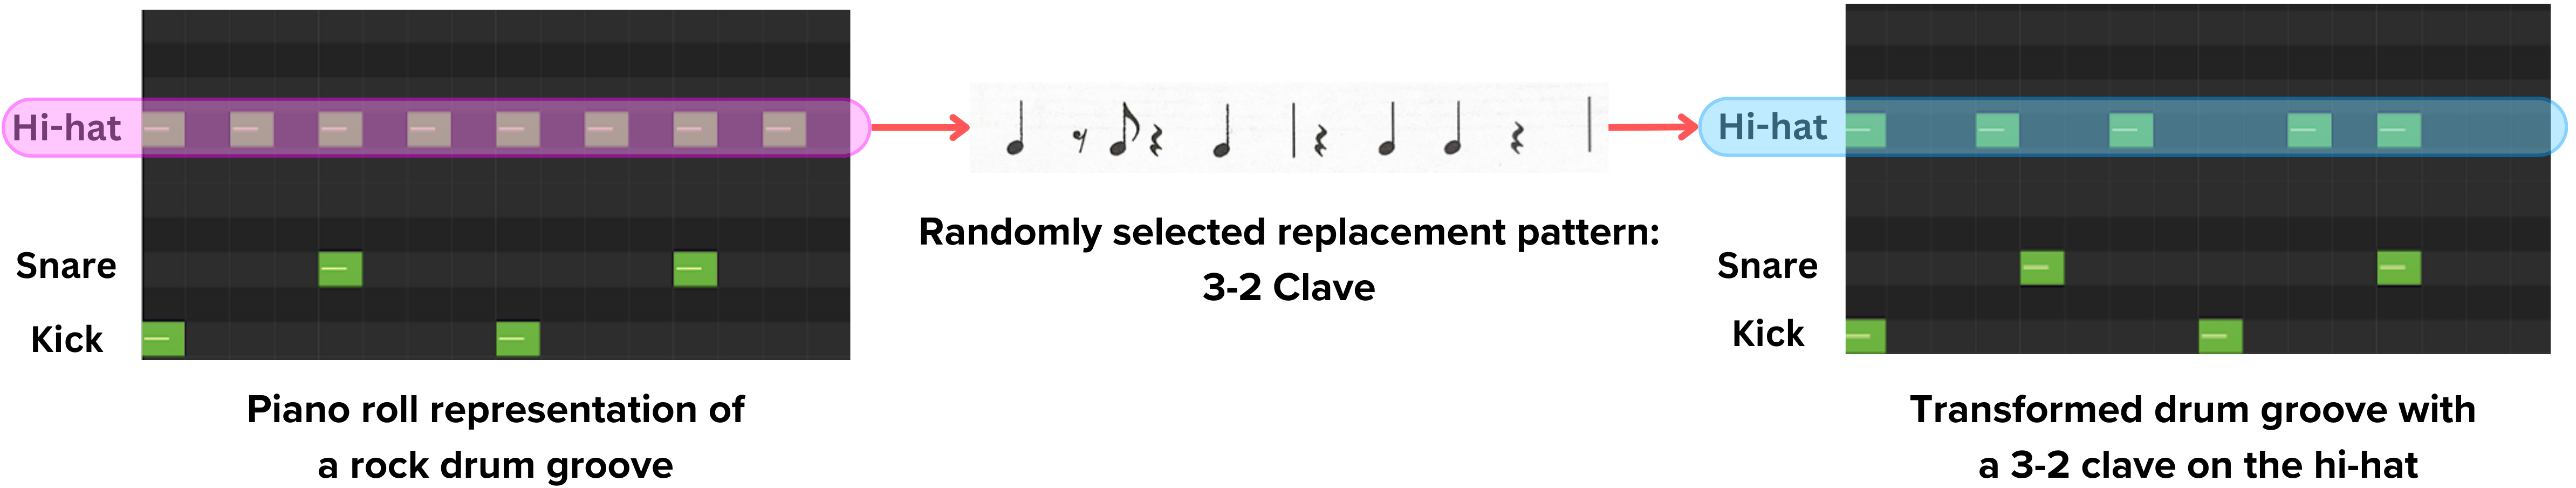 Hi-hat
Snare
Kick
Piano roll representation of
a rock drum groove
Randomly selected replacement pattern:
3-2 Clave
Hi-hat
Snare
Kick
Transformed drum groove with
a 3-2 clave on the hi-hat